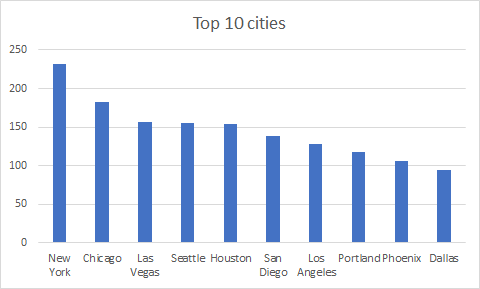 Top 10 cities
250
200
150
100
50
0
New York
Chicago
Las Vegas
Seattle
Houston
San Diego
Los Angeles
Portland
Phoenix
Dallas